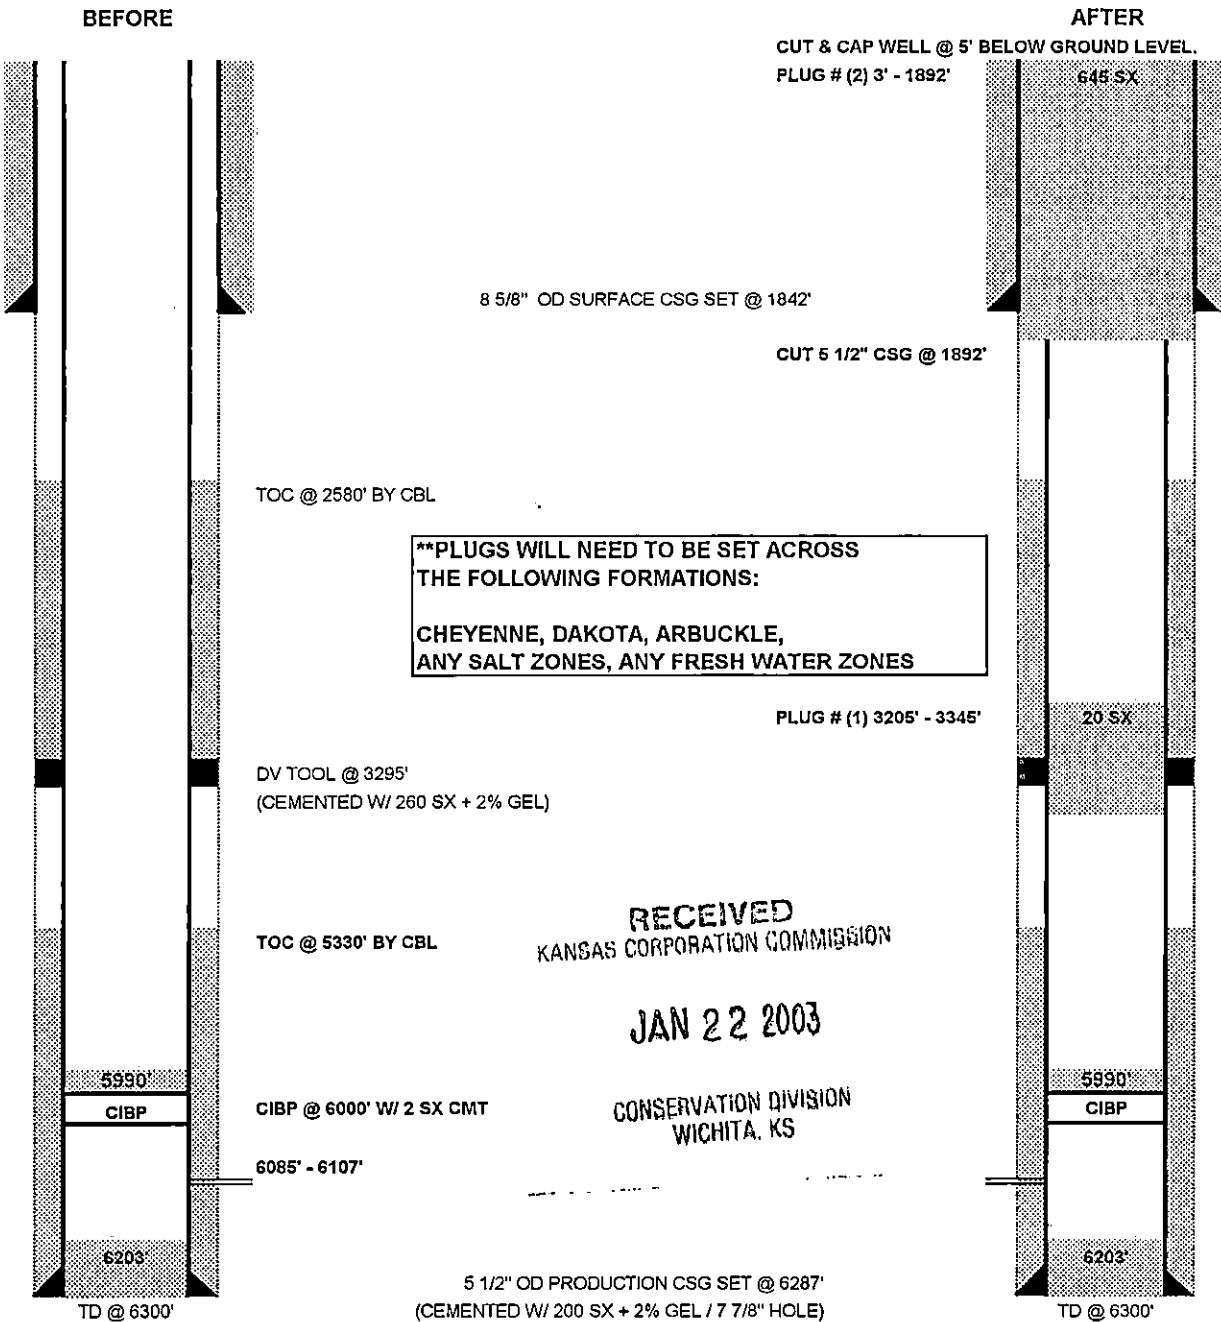 BEFORE
AFTER
CUT & CAP WELL @ 5' BELOW GROUND LEVEL.
PLUG # (2) 3' - 1892'
645 SX
8 5/8" OD SURFACE CSG SET @ 1842'
CUT 5 1/2" CSG @ 1892'
TOC @ 2580' BY CBL
**PLUGS WILL NEED TO BE SET ACROSS
THE FOLLOWING FORMATIONS:
CHEYENNE, DAKOTA, ARBUCKLE,
ANY SALT ZONES, ANY FRESH WATER ZONES
PLUG # (1) 3205' - 3345'
20 SX
DV TOOL @ 3295'
(CEMENTED W/ 260 SX + 2% GEL)
RECEIVED
KANSAS CORPORATION COMMISSION
TOC @ 5330' BY CBL
JAN 22 2003
5990'
5990'
CIBP
CIBP @ 6000' W/ 2 SX CMT
CIBP
CONSERVATION DIVISION
WICHITA, KS
6085' - 6107'
6203'
6203'
5 1/2" OD PRODUCTION CSG SET @ 6287'
TD @ 6300'
(CEMENTED W/ 200 SX + 2% GEL / 7 7/8" HOLE)
TD @ 6300'